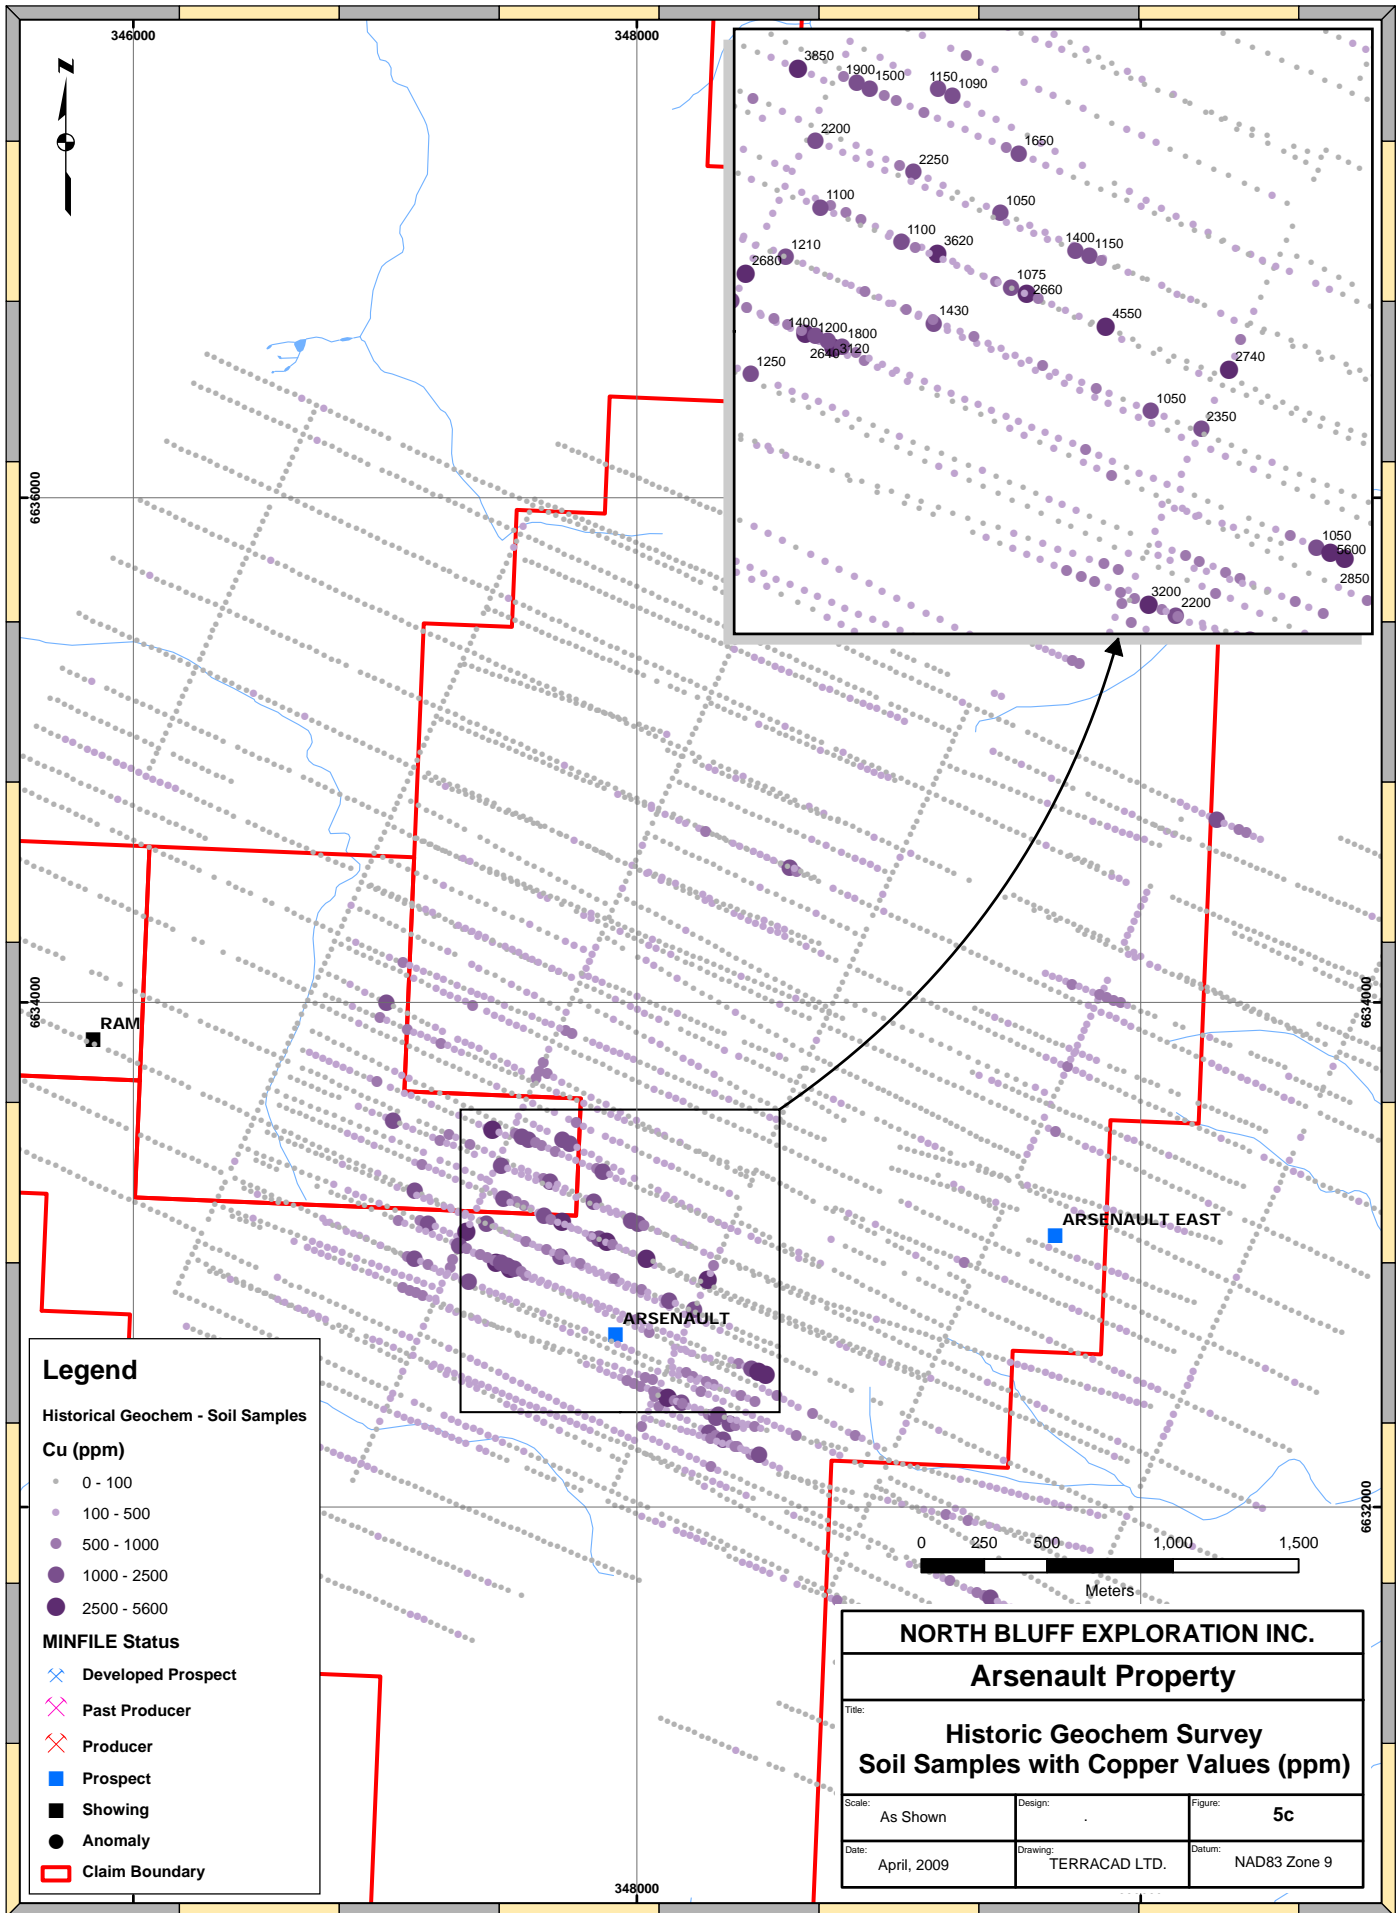 346000
348000
Z
3850
1900
1500
1150
1090
2200
1650
2250
1100
1050
1100
3620
1210
1400
1150
2680
1075
2660
1430
4550
1400
1200
1800
2640
3120
1250
2740
1050
2350
1050
5600
2850
3200
2200
6636000
6634000
6634000
RAM
ARSENAULT EAST
ARSENAULT
6632000
0 250 500 1,000 1,500
Meters
Legend
Historical Geochem - Soil Samples
Cu (ppm)
0 - 100
100 - 500
500 - 1000
1000 - 2500
2500 - 5600
MINFILE Status
Developed Prospect
Past Producer
Producer
Prospect
Showing
Anomaly
Claim Boundary
NORTH BLUFF EXPLORATION INC.
Arsenault Property
Title:
Historic Geochem Survey
Soil Samples with Copper Values (ppm)
Scale: As Shown
Design: .
Figure: 5c
Date: April, 2009
Drawing: TERRACAD LTD.
Datum: NAD83 Zone 9
348000